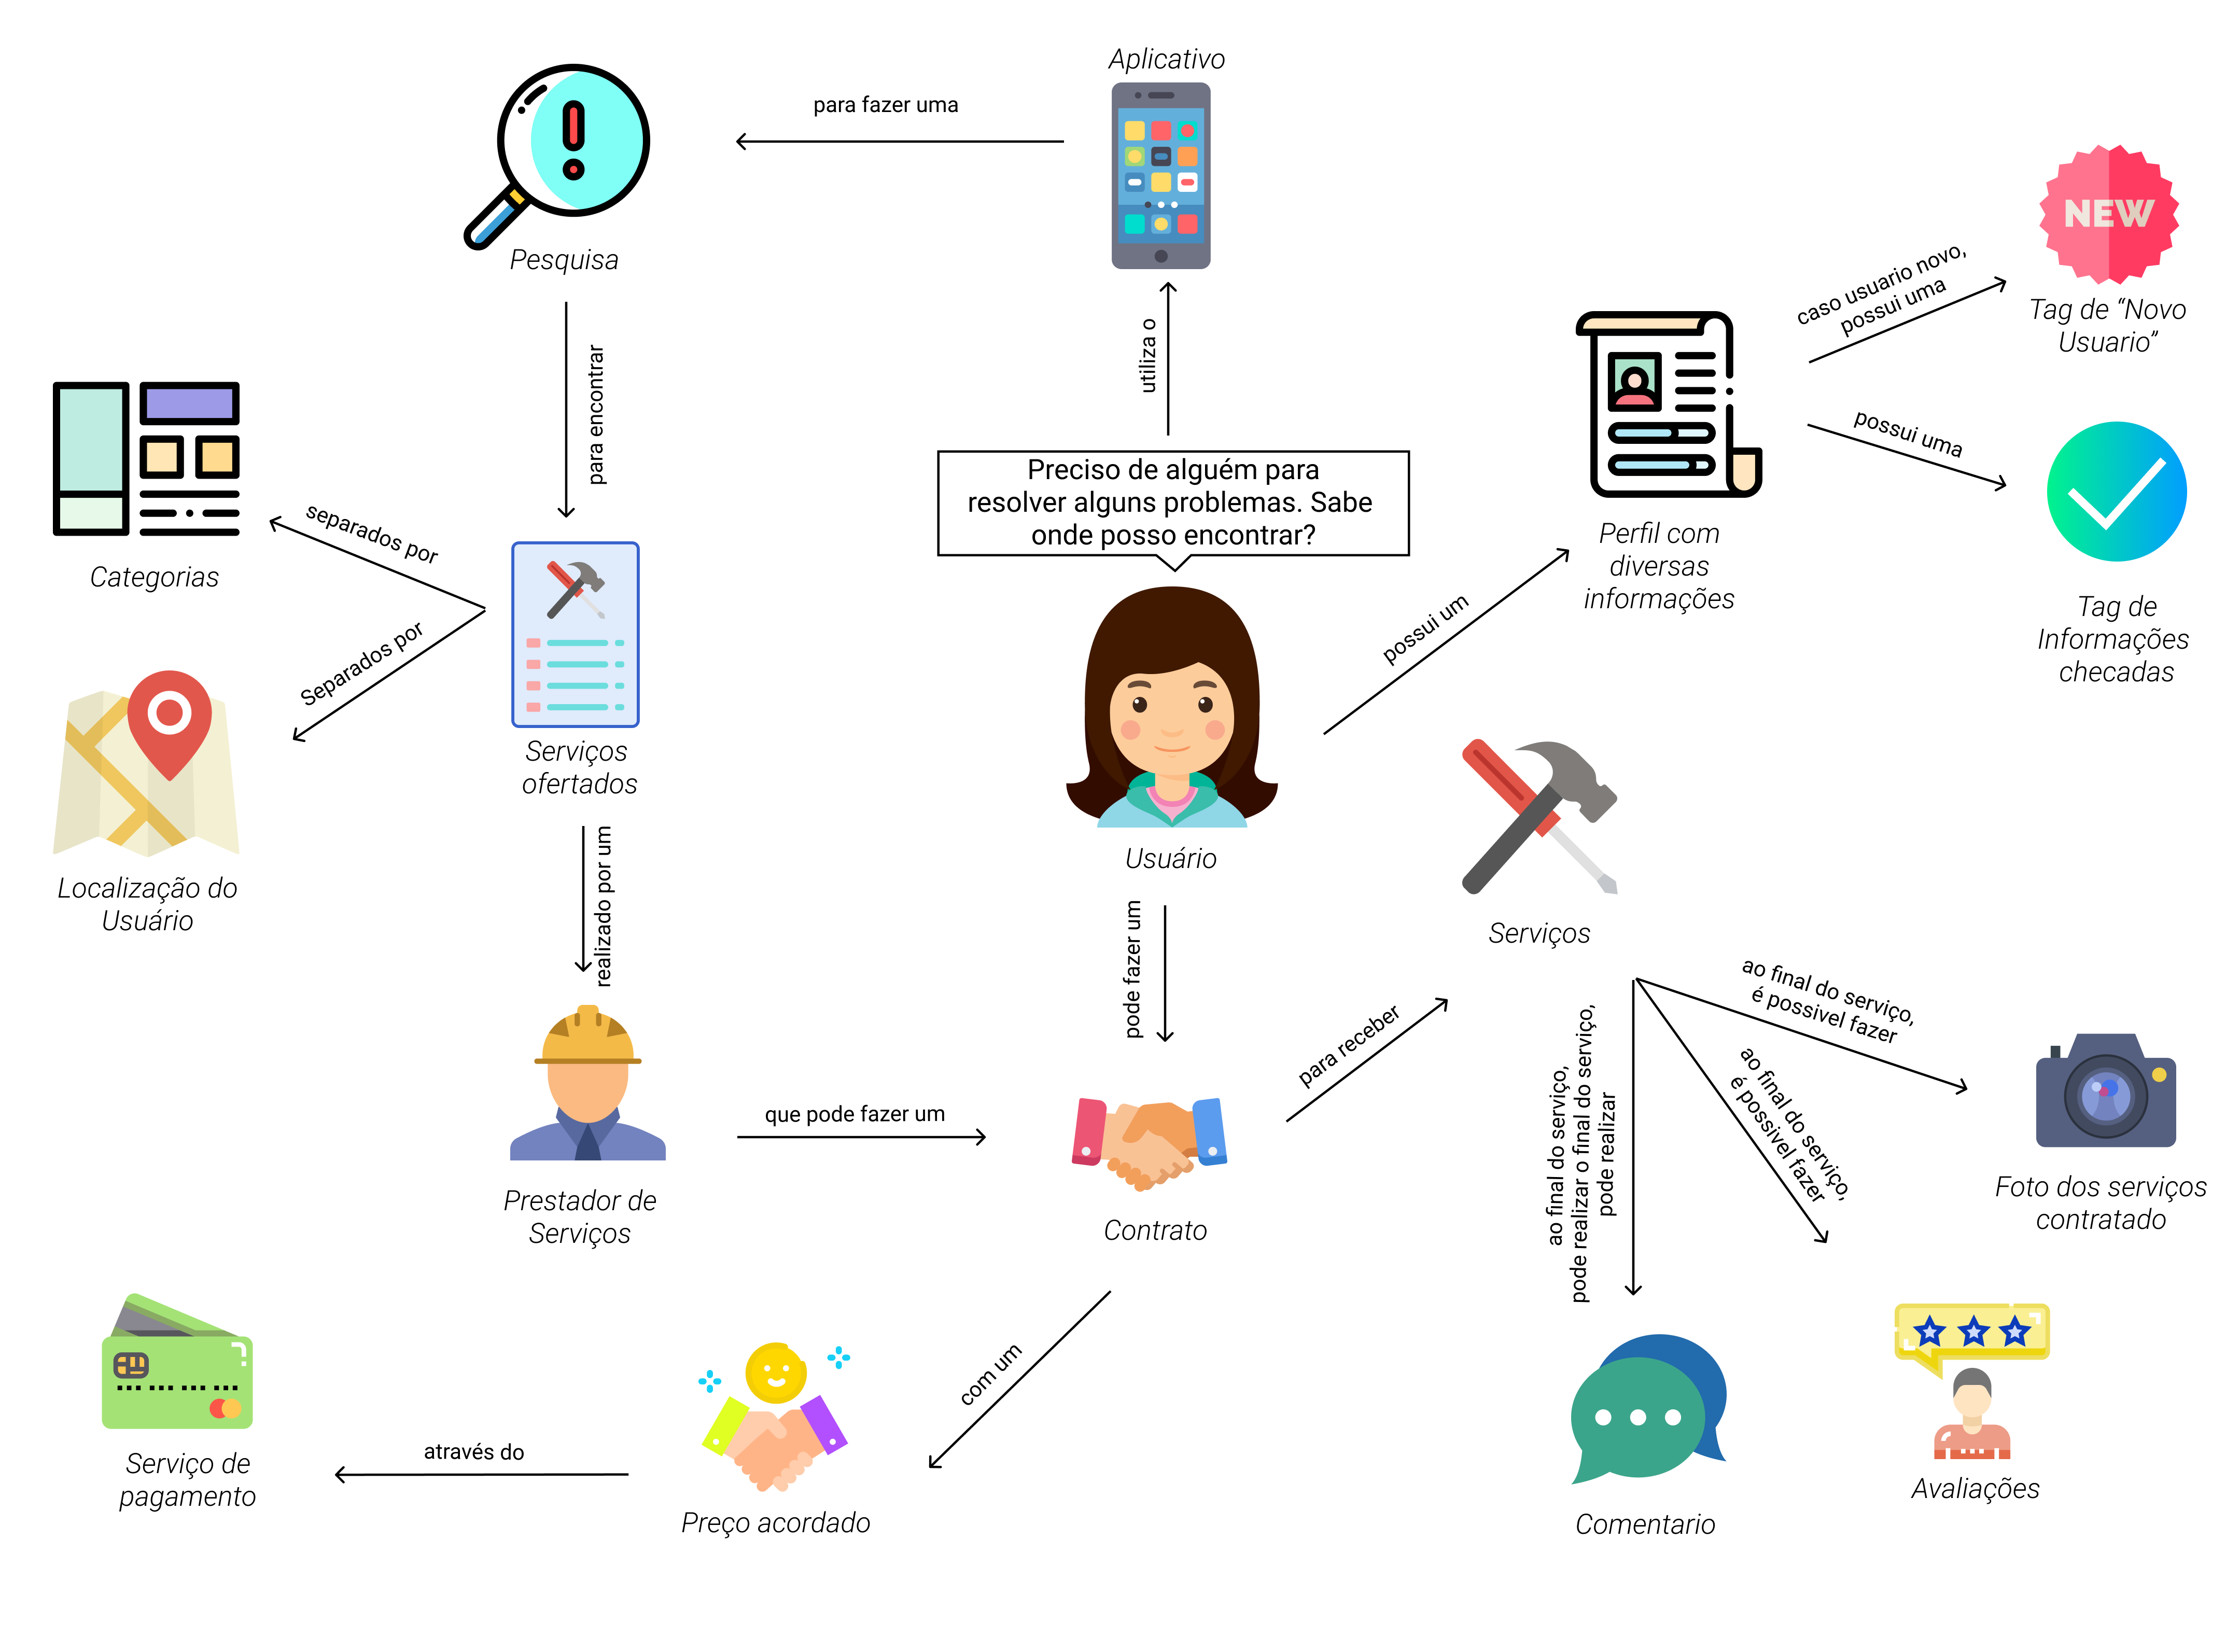 Aplicativo
para fazer uma
NEW
caso usuario novo,
possui uma
Pesquisa
Tag de “Novo
Usuario”
utiliza o
para encontrar
possui uma
Preciso de alguém para
resolver alguns problemas. Sabe
onde posso encontrar?
separados por
Perfil com
diversas
informações
Categorias
Tag de
Informações
checadas
possui um
Separados por
Serviços
ofertados
Usuário
Localização do
Usuário
realizado por um
pode fazer um
Serviços
ao final do serviço,
é possivel fazer
para receber
ao final do serviço,
pode realizar o final do serviço,
pode realizar
ao final do serviço,
é possivel fazer
que pode fazer um
Prestador de
Serviços
Contrato
Foto dos serviços
contratado
com um
através do
Serviço de
pagamento
Preço acordado
Comentario
Avaliações